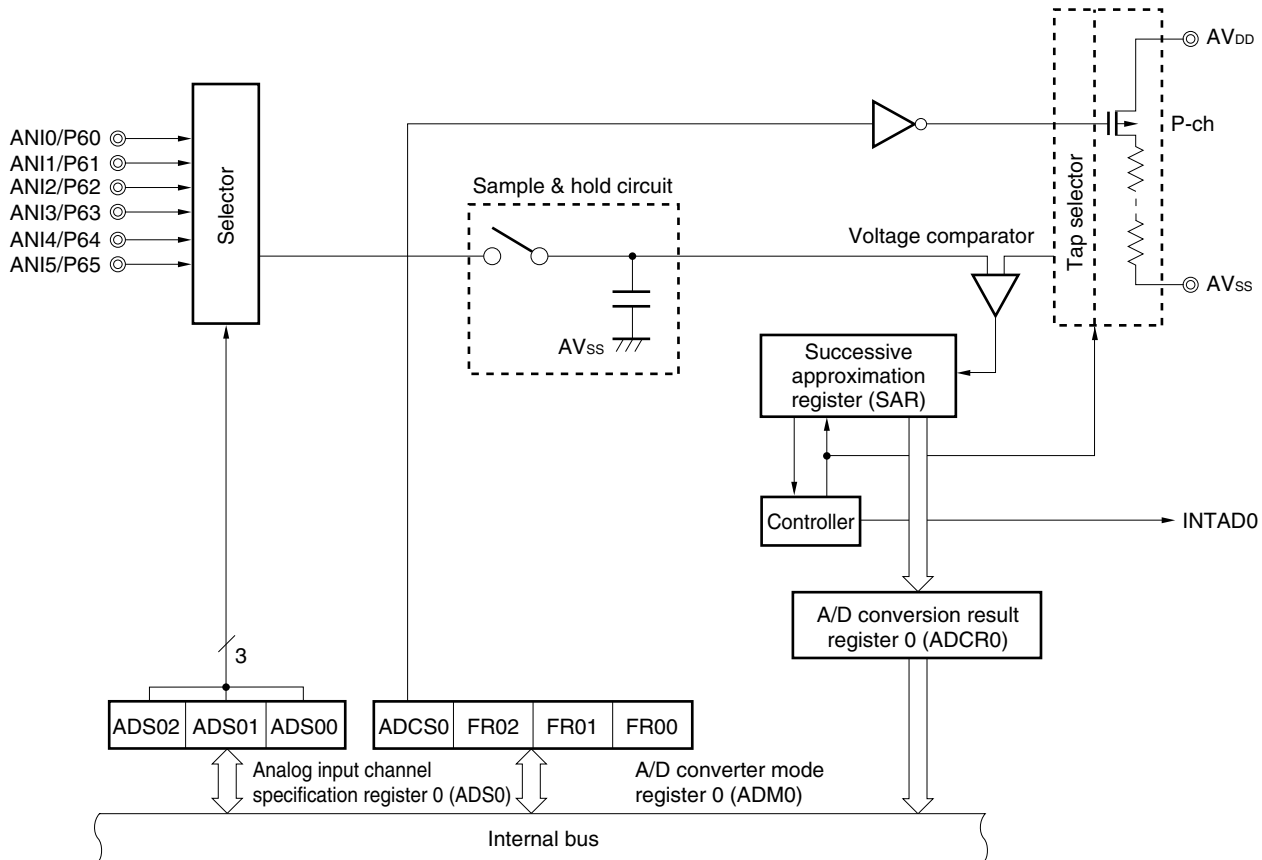 AVDD
P-ch
Tap selector
AVSS
ANI0/P60
ANI1/P61
ANI2/P62
ANI3/P63
ANI4/P64
ANI5/P65
Selector
Sample & hold circuit
AVSS
Voltage comparator
Successive
approximation
register (SAR)
Controller
INTAD0
A/D conversion result
register 0 (ADCR0)
3
ADS02 ADS01 ADS00
ADCS0 FR02 FR01 FR00
Analog input channel
specification register 0 (ADS0)
A/D converter mode
register 0 (ADM0)
Internal bus